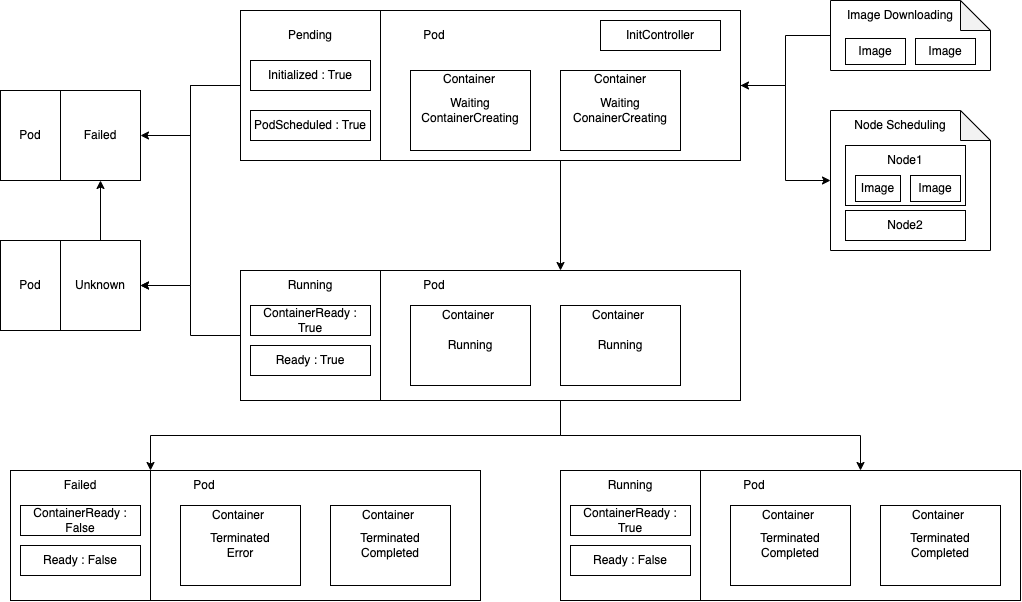 Pending
Initialized : True
PodScheduled : True
Pod
InitController
Container
Waiting
ContainerCreating
Container
Waiting
ConainerCreating
Image Downloading
Image
Image
Node Scheduling
Node1
Image
Image
Node2
Pod
Failed
Pod
Unknown
Running
ContainerReady :
True
Ready : True
Pod
Container
Running
Container
Running
Failed
ContainerReady :
False
Ready : False
Pod
Container
Terminated
Error
Container
Terminated
Completed
Running
ContainerReady :
True
Ready : False
Pod
Container
Terminated
Completed
Container
Terminated
Completed